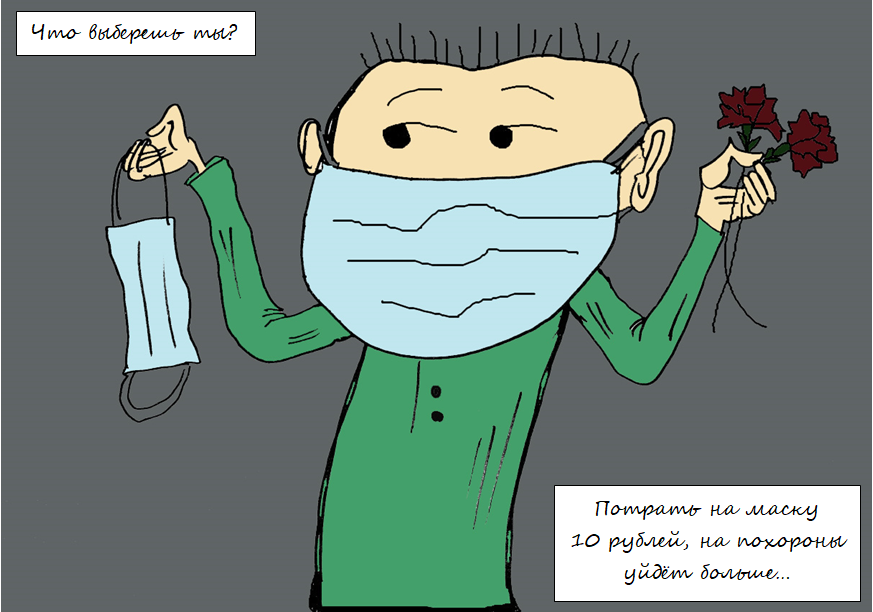 Что выберешь ты?
Потрать на маску
10 рублей, на похороны
уйдёт больше...